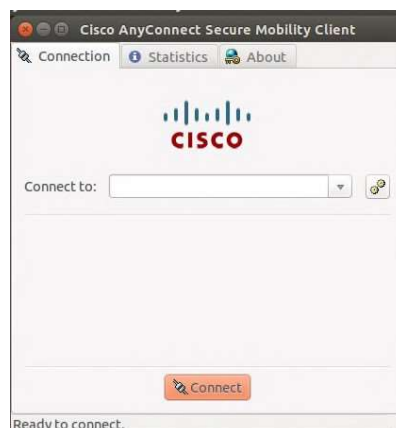 Cisco AnyConnect Secure Mobility Client
Connection Statistics About
CISCO
Connect to:
Connect
Ready to connect.